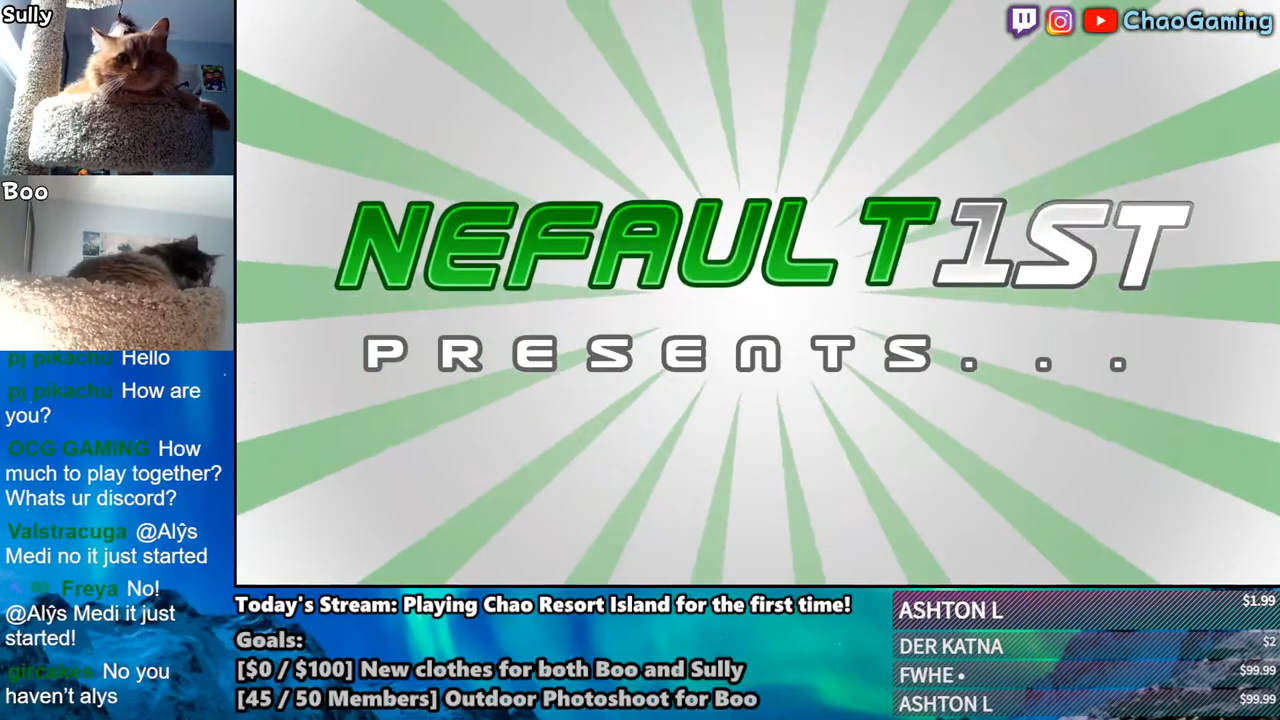 Sully
ChaoGaming
NEFAULT1ST
PRESENTS...
Boo
pj pikachu Hello
pj pikachu How are
you?
OCG GAMING How
much to play together?
Whats ur discord?
Valstracuga @Alŷs
Medi no it just started
Freya No!
@Alŷs Medi it just
started!
gircakes No you
haven't alys
Today's Stream: Playing Chao Resort Island for the first time!
Goals:
[$0 / $100] New clothes for both Boo and Sully
[45 / 50 Members] Outdoor Photoshoot for Boo
ASHTON L $1.99
DER KATNA $2
FWHE • $99.99
ASHTON L $99.99